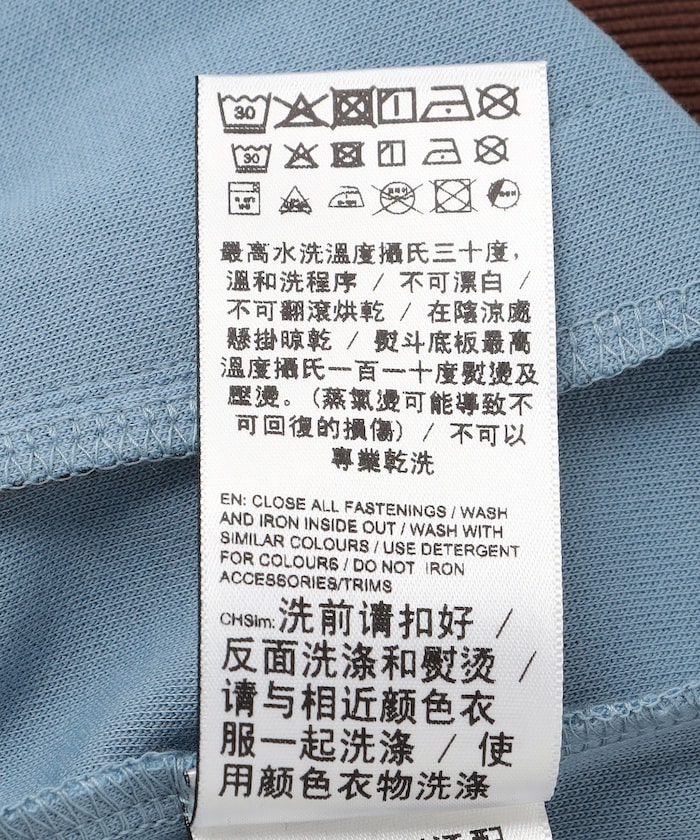 30
30
最高水洗溫度攝氏三十度，
溫和洗程序 / 不可漂白 /
不可翻滾烘乾 / 在陰涼處
懸掛晾乾 / 熨斗底板最高
溫度攝氏一百一十度熨燙及
壓燙。(蒸氣燙可能導致不
可回復的損傷) / 不可以
專業乾洗
EN: CLOSE ALL FASTENINGS / WASH
AND IRON INSIDE OUT / WASH WITH
SIMILAR COLOURS / USE DETERGENT
FOR COLOURS / DO NOT IRON
ACCESSORIES/TRIMS
CHSim: 洗前请扣好 /
反面洗涤和熨烫 /
请与相近颜色衣
服一起洗涤 / 使
用颜色衣物洗涤